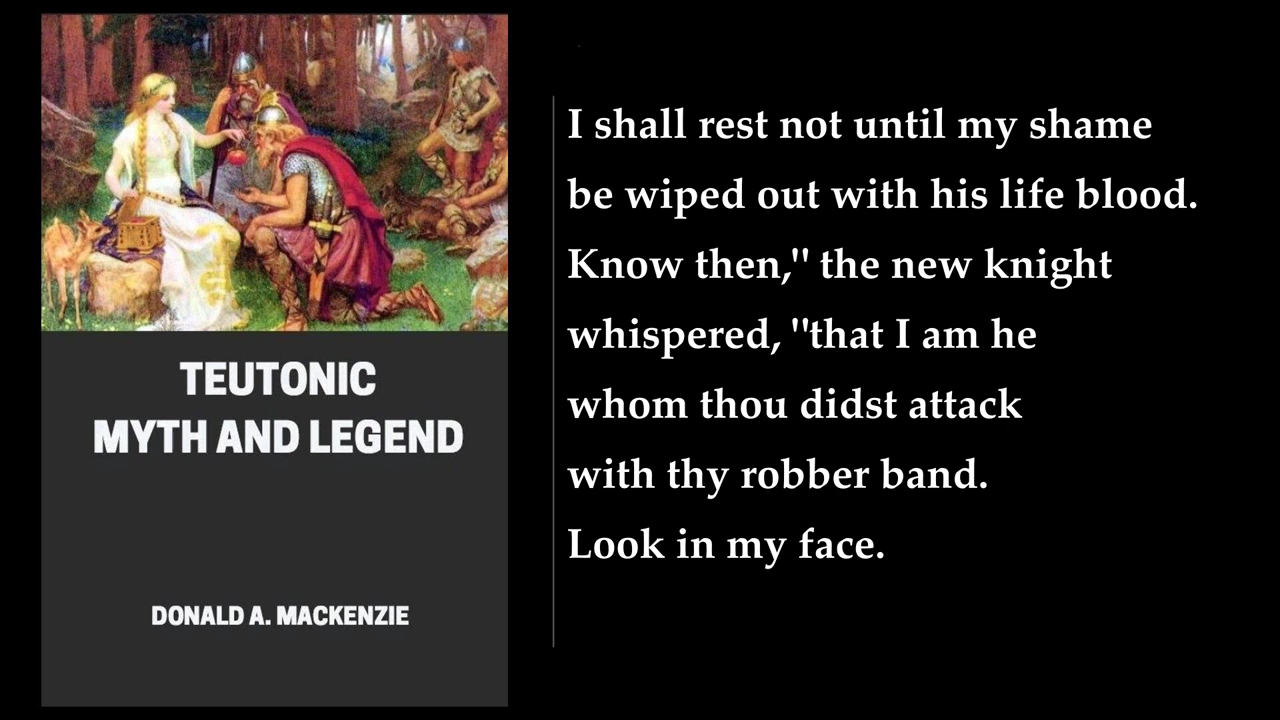 TEUTONIC
MYTH AND LEGEND
DONALD A. MACKENZIE
I shall rest not until my shame
be wiped out with his life blood.
Know then," the new knight
whispered, "that I am he
whom thou didst attack
with thy robber band.
Look in my face.